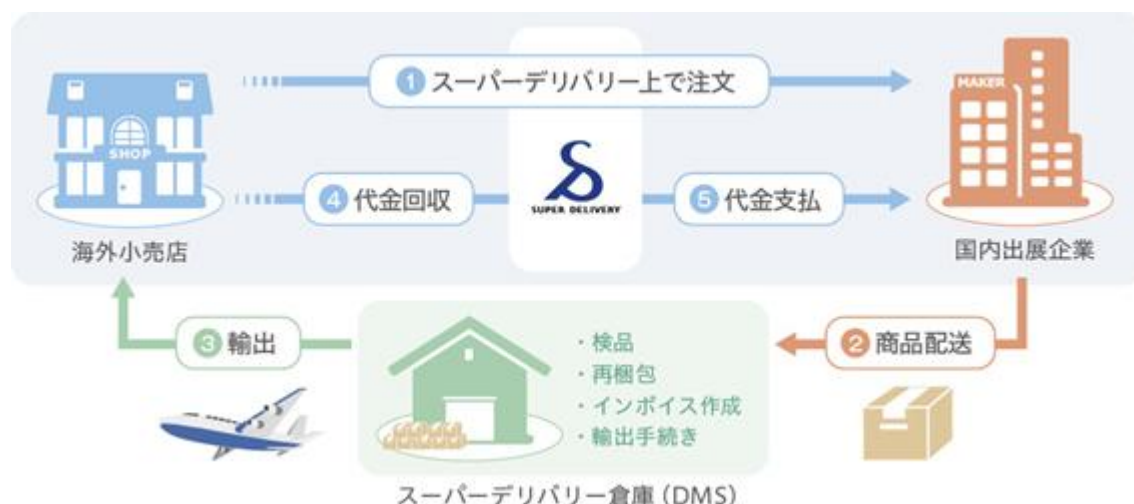 ① スーパーデリバリー上で注文
MAKER
SHOP
SUPER DELIVERY
④ 代金回収
⑤ 代金支払
海外小売店
国内出展企業
③ 輸出
② 商品配送
・検品
・再梱包
・インボイス作成
・輸出手続き
スーパーデリバリー倉庫(DMS)